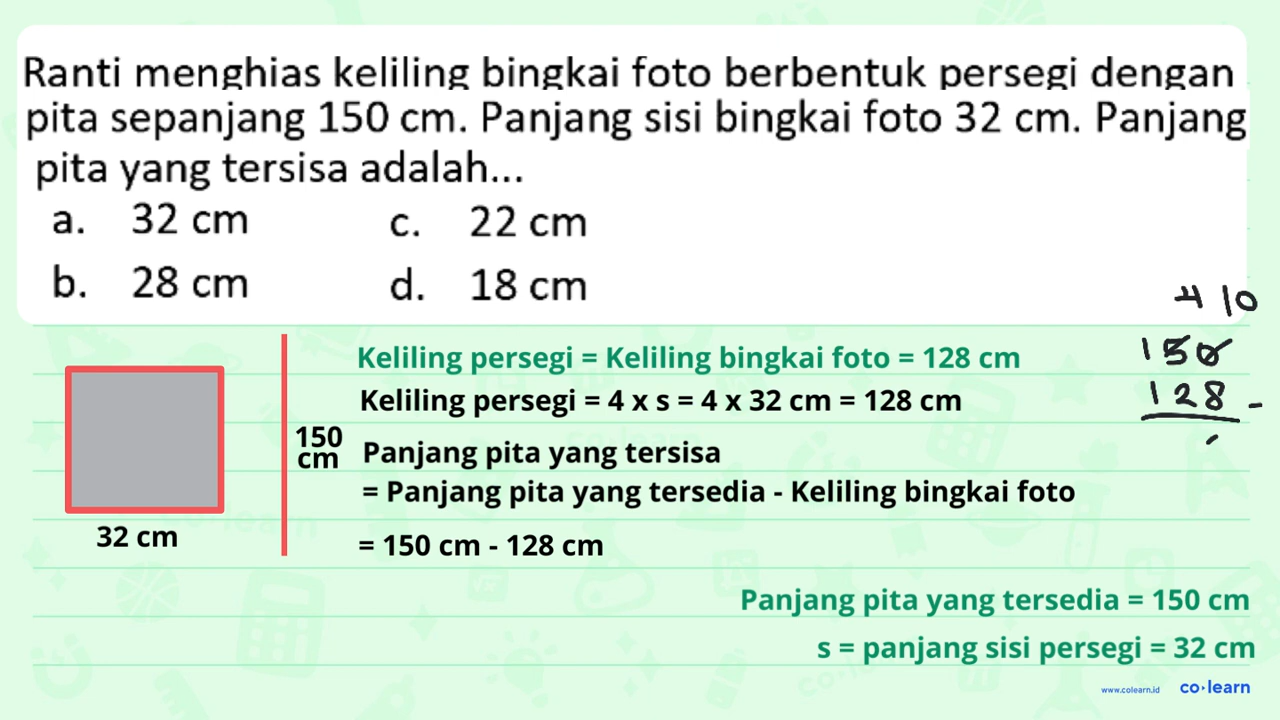 Ranti menghias keliling bingkai foto berbentuk persegi dengan
pita sepanjang 150 cm. Panjang sisi bingkai foto 32 cm. Panjang
pita yang tersisa adalah...
a. 32 cm c. 22 cm
b. 28 cm d. 18 cm
4 10
150
128 -
Keliling persegi = Keliling bingkai foto = 128 cm
Keliling persegi = 4 x s = 4 x 32 cm = 128 cm
150
cm
Panjang pita yang tersisa
= Panjang pita yang tersedia - Keliling bingkai foto
32 cm
= 150 cm - 128 cm
Panjang pita yang tersedia = 150 cm
s = panjang sisi persegi = 32 cm
www.colearn.id co·learn